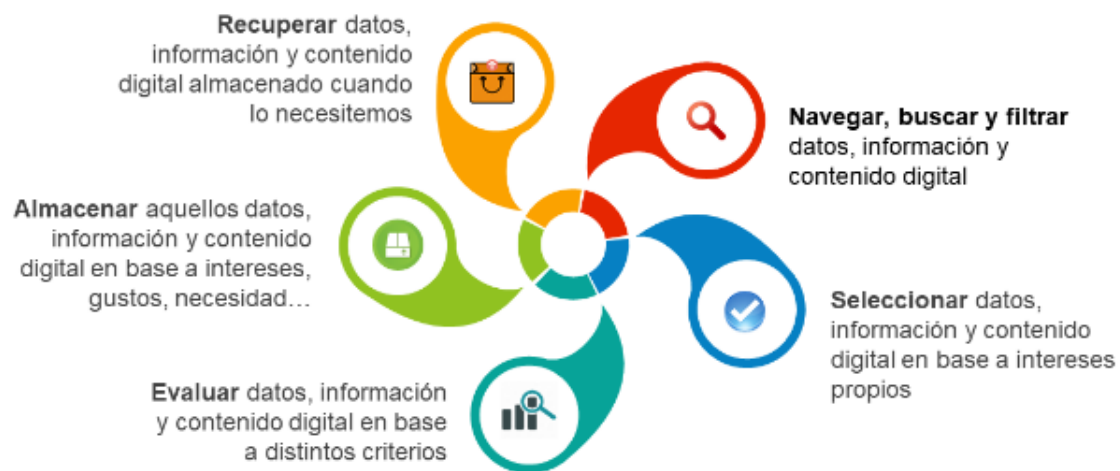 Recuperar datos,
información y contenido
digital almacenado cuando
lo necesitemos
Navegar, buscar y filtrar
datos, información y
contenido digital
Almacenar aquellos datos,
información y contenido
digital en base a intereses,
gustos, necesidad…
Seleccionar datos,
información y contenido
digital en base a intereses
propios
Evaluar datos, información
y contenido digital en base
a distintos criterios